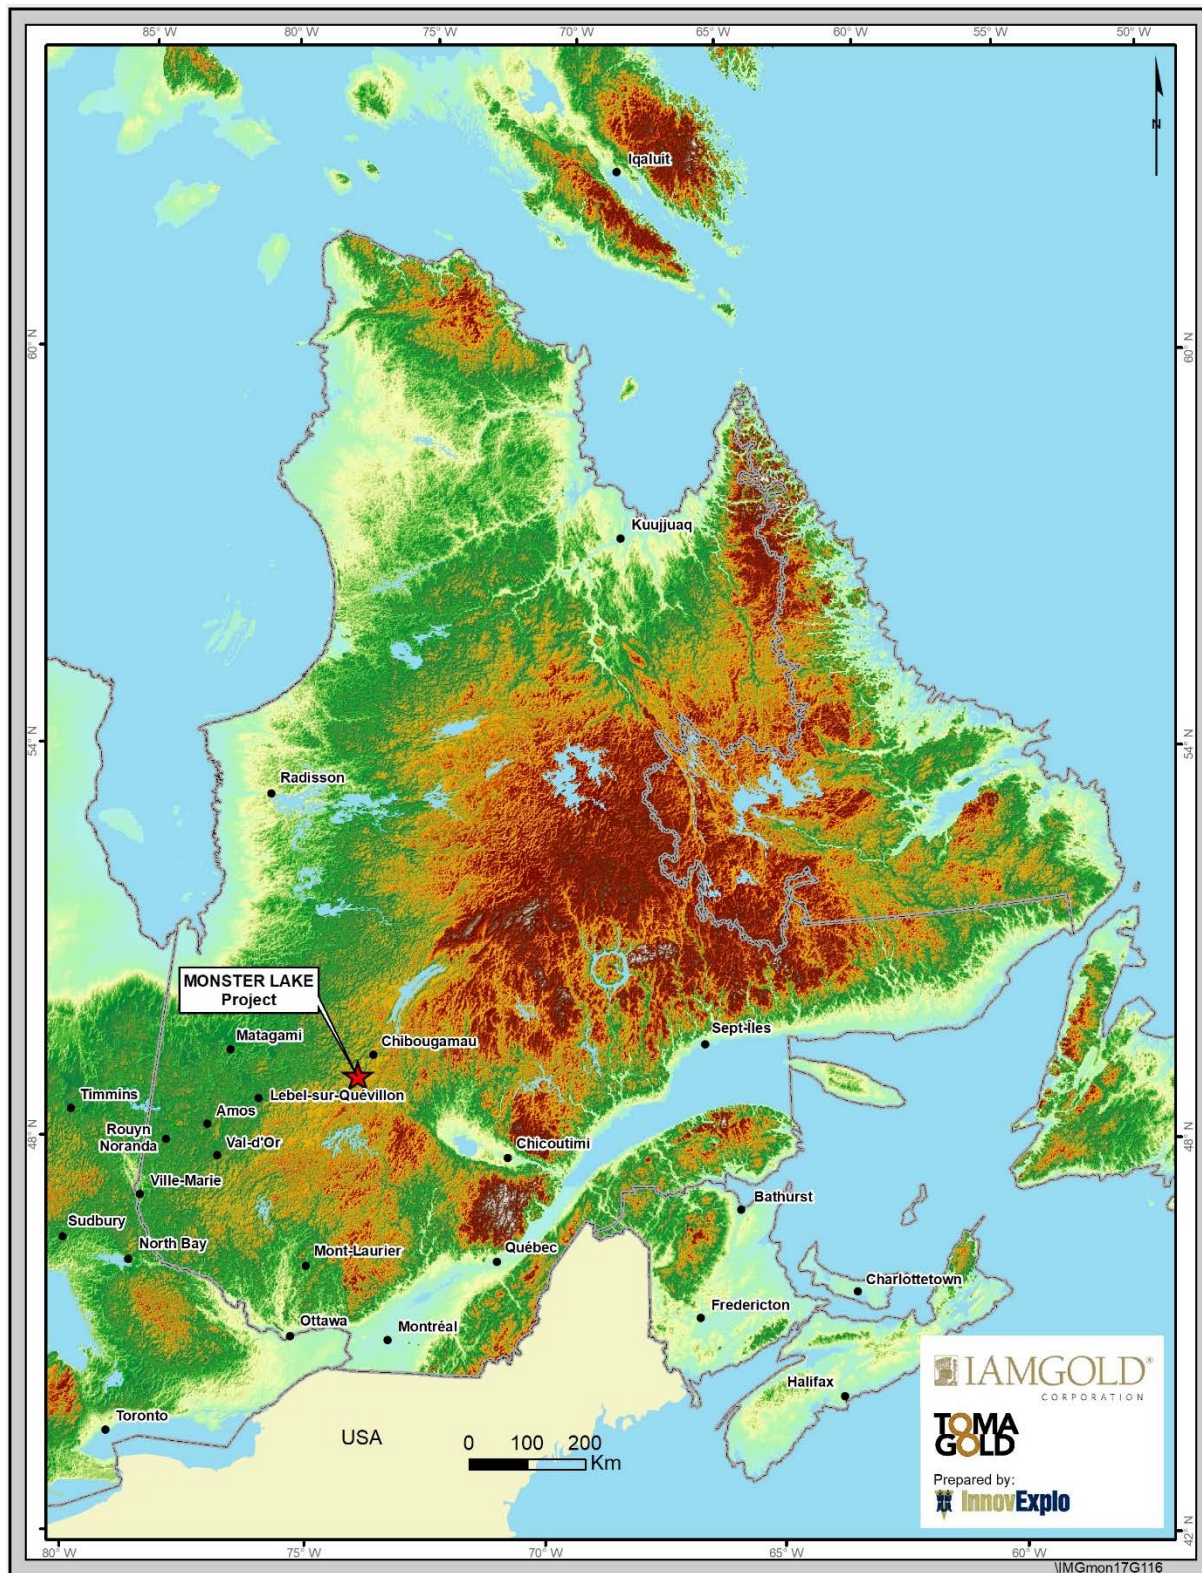 85° W
80° W
75° W
70° W
65° W
60° W
55° W
50° W
N
Iqaluit
60° N
60° N
Kuujjuaq
54° N
54° N
Radisson
MONSTER LAKE
Project
Matagami
Chibougamau
Sept-Îles
Timmins
Lebel-sur-Quévillon
Amos
Rouyn
Noranda
Val-d'Or
48° N
48° N
Chicoutimi
Ville-Marie
Bathurst
Sudbury
North Bay
Mont-Laurier
Québec
Charlottetown
Fredericton
Ottawa
Montréal
Halifax
Toronto
USA
0 100 200
Km
IAMGOLD®
CORPORATION
TOMA
GOLD
Prepared by:
InnovExplo
42° N
80° W
75° W
70° W
65° W
60° W
\IMGmon17G116